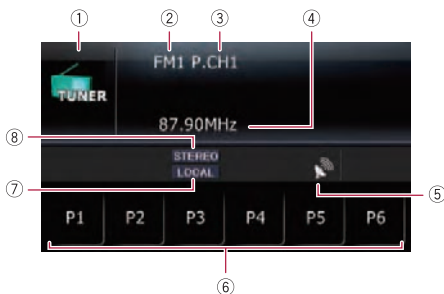 ① ② ③ ④
FM1 P.CH1
TUNER
87.90MHz
⑧ STEREO
⑦ LOCAL
⑤
P1 P2 P3 P4 P5 P6
⑥